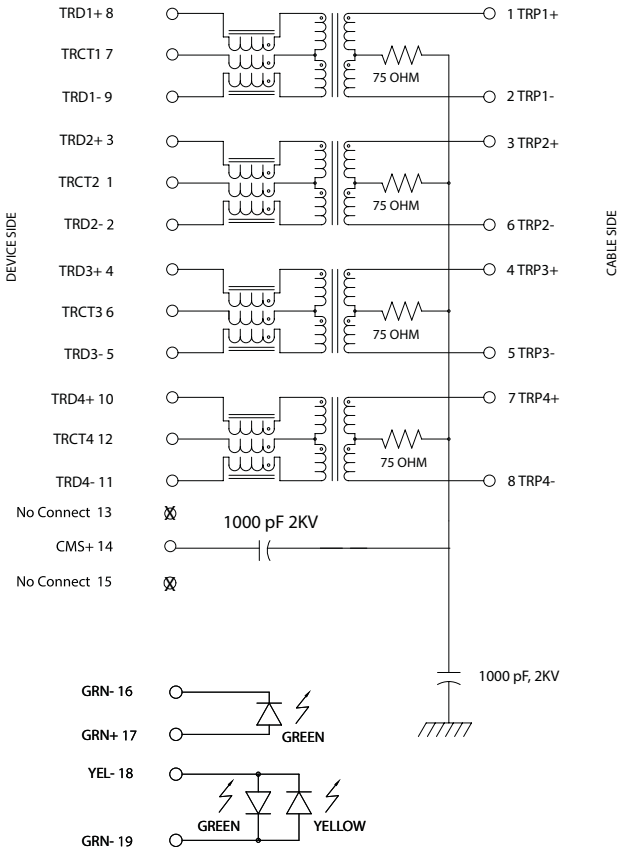 TRD1+ 8
1 TRP1+
TRCT1 7
75 OHM
TRD1- 9
2 TRP1-
TRD2+ 3
3 TRP2+
TRCT2 1
75 OHM
TRD2- 2
6 TRP2-
DEVICE SIDE
CABLE SIDE
TRD3+ 4
4 TRP3+
TRCT3 6
75 OHM
TRD3- 5
5 TRP3-
TRD4+ 10
7 TRP4+
TRCT4 12
75 OHM
TRD4- 11
8 TRP4-
No Connect 13
1000 pF 2KV
CMS+ 14
No Connect 15
1000 pF, 2KV
GRN- 16
GRN+ 17
GREEN
YEL- 18
GREEN
YELLOW
GRN- 19